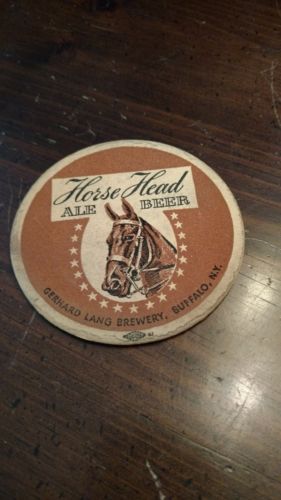 Horse Head
ALE BEER
GERHARD LANG BREWERY, BUFFALO, N.Y.